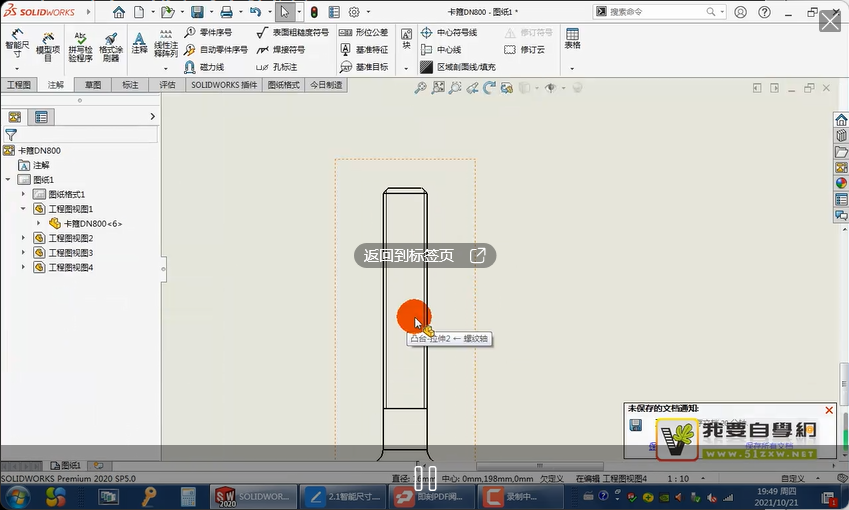 SOLIDWORKS
卡箍DN800 - 图纸1 *
搜索命令
智能尺寸
模型项目
拼写检验程序
格式涂刷器
注释
线性注释阵列
零件序号
自动零件序号
磁力线
表面粗糙度符号
焊接符号
孔标注
形位公差
基准特征
基准目标
块
中心符号线
中心线
区域剖面线/填充
修订符号
修订云
表格
工程图
注解
草图
标注
评估
SOLIDWORKS 插件
图纸格式
今日制造
卡箍DN800
注解
图纸1
图纸格式1
工程图视图1
卡箍DN800<6>
工程图视图2
工程图视图3
工程图视图4
返回到标签页
凸台-拉伸2 ← 螺纹轴
未保存的文档通知:
我要自學網
www.51zxw.net
图纸1
SOLIDWORKS Premium 2020 SP5.0
中心: 0mm,198mm,0mm
欠定义
在编辑 工程图视图4
1 : 10
自定义
SW
2020
SOLIDWORK...
2.1智能尺寸...
印刻PDF阅...
录制中...
19:49 周四
2021/10/21